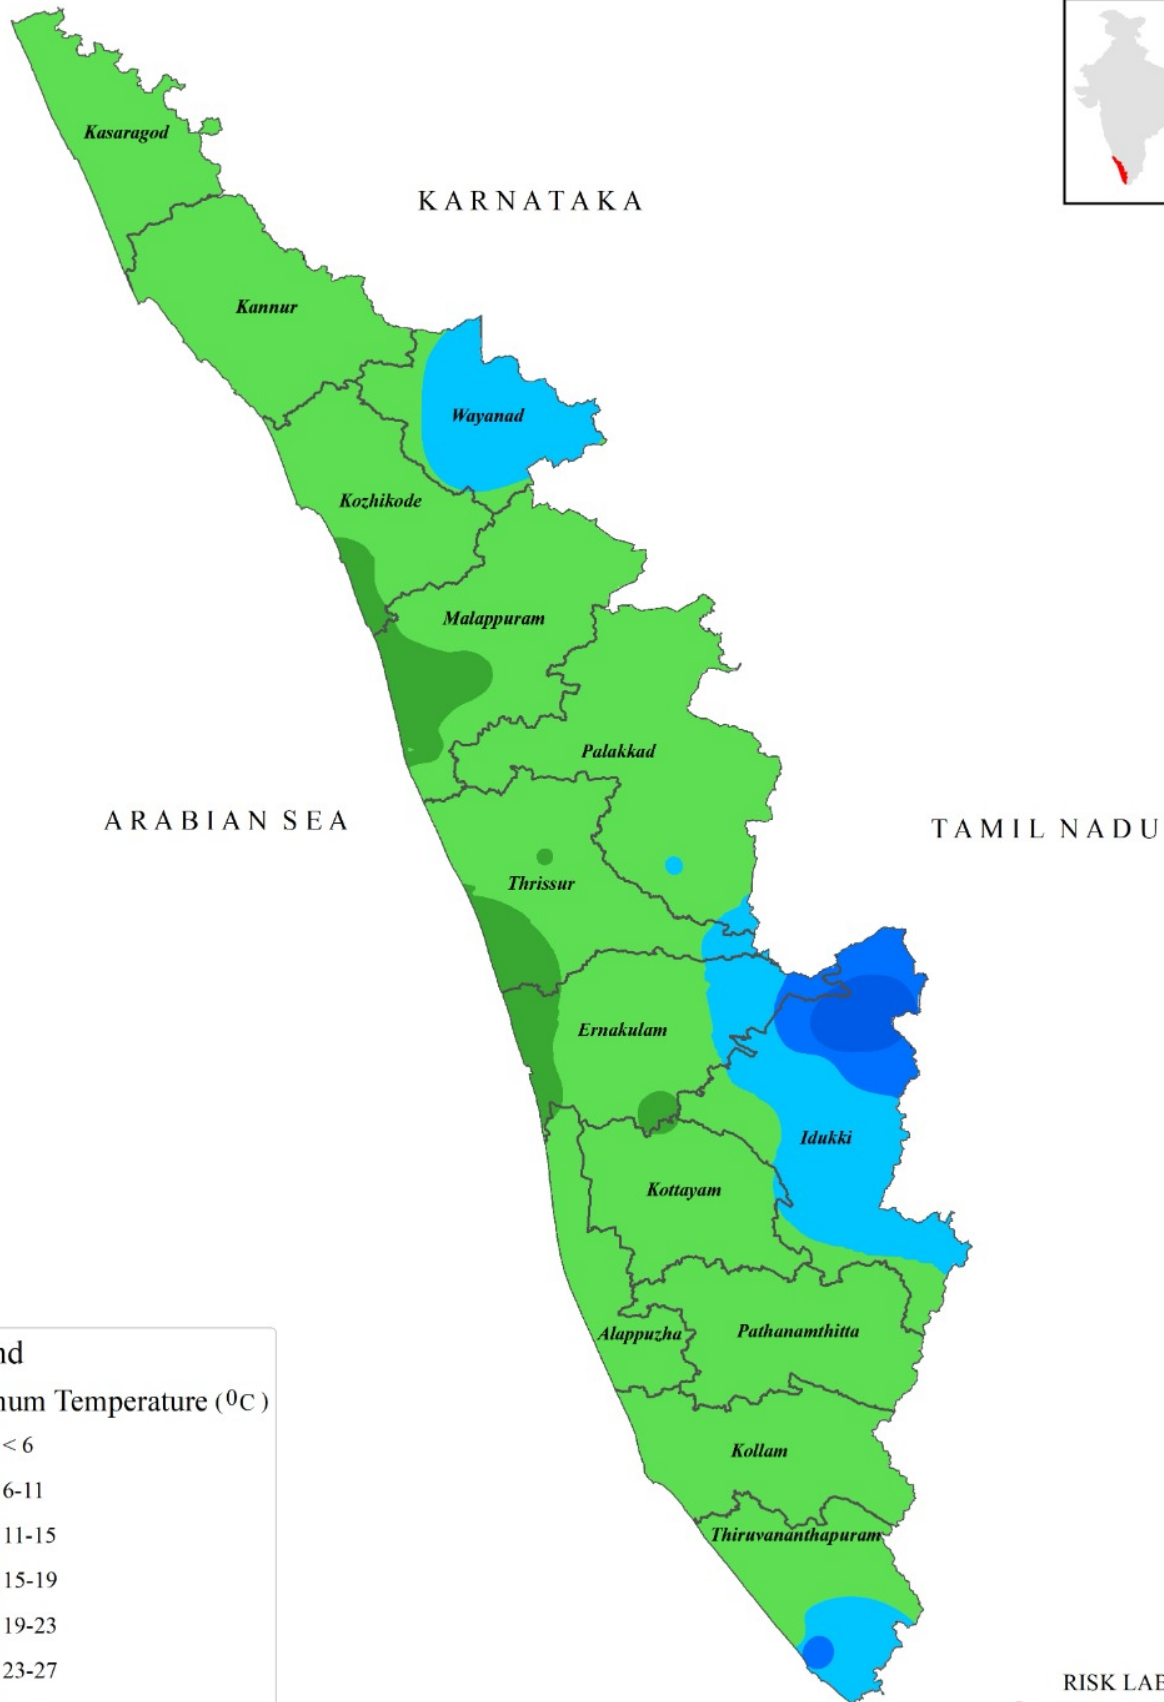 Kasaragod
KARNATAKA
Kannur
Wayanad
Kozhikode
Malappuram
Palakkad
ARABIAN SEA
TAMIL NADU
Thrissur
Ernakulam
Idukki
Kottayam
Alappuzha
Pathanamthitta
Kollam
Thiruvananthapuram
nd
num Temperature (⁰C)
< 6
6-11
11-15
15-19
19-23
23-27
RISK LAB